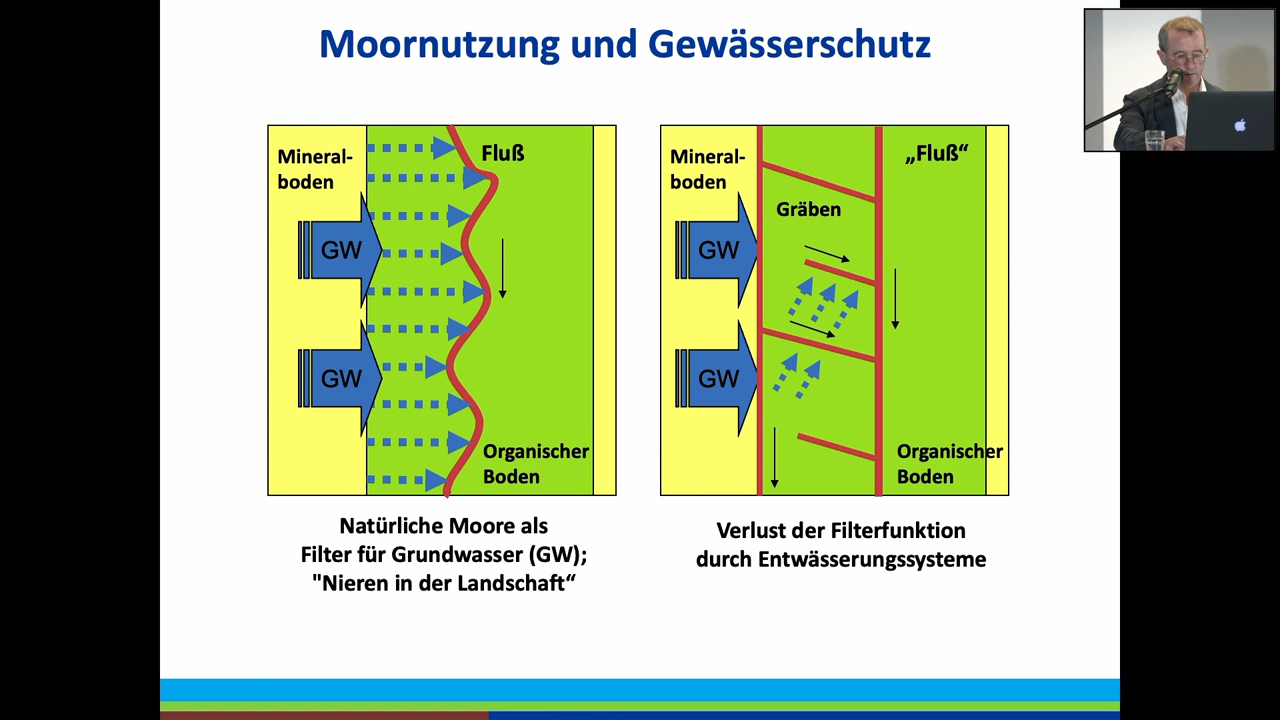 Moornutzung und Gewässerschutz
Mineral-
boden
Fluß
GW
GW
Organischer
Boden
Natürliche Moore als
Filter für Grundwasser (GW);
"Nieren in der Landschaft“
Mineral-
boden
„Fluß“
Gräben
GW
GW
Organischer
Boden
Verlust der Filterfunktion
durch Entwässerungssysteme